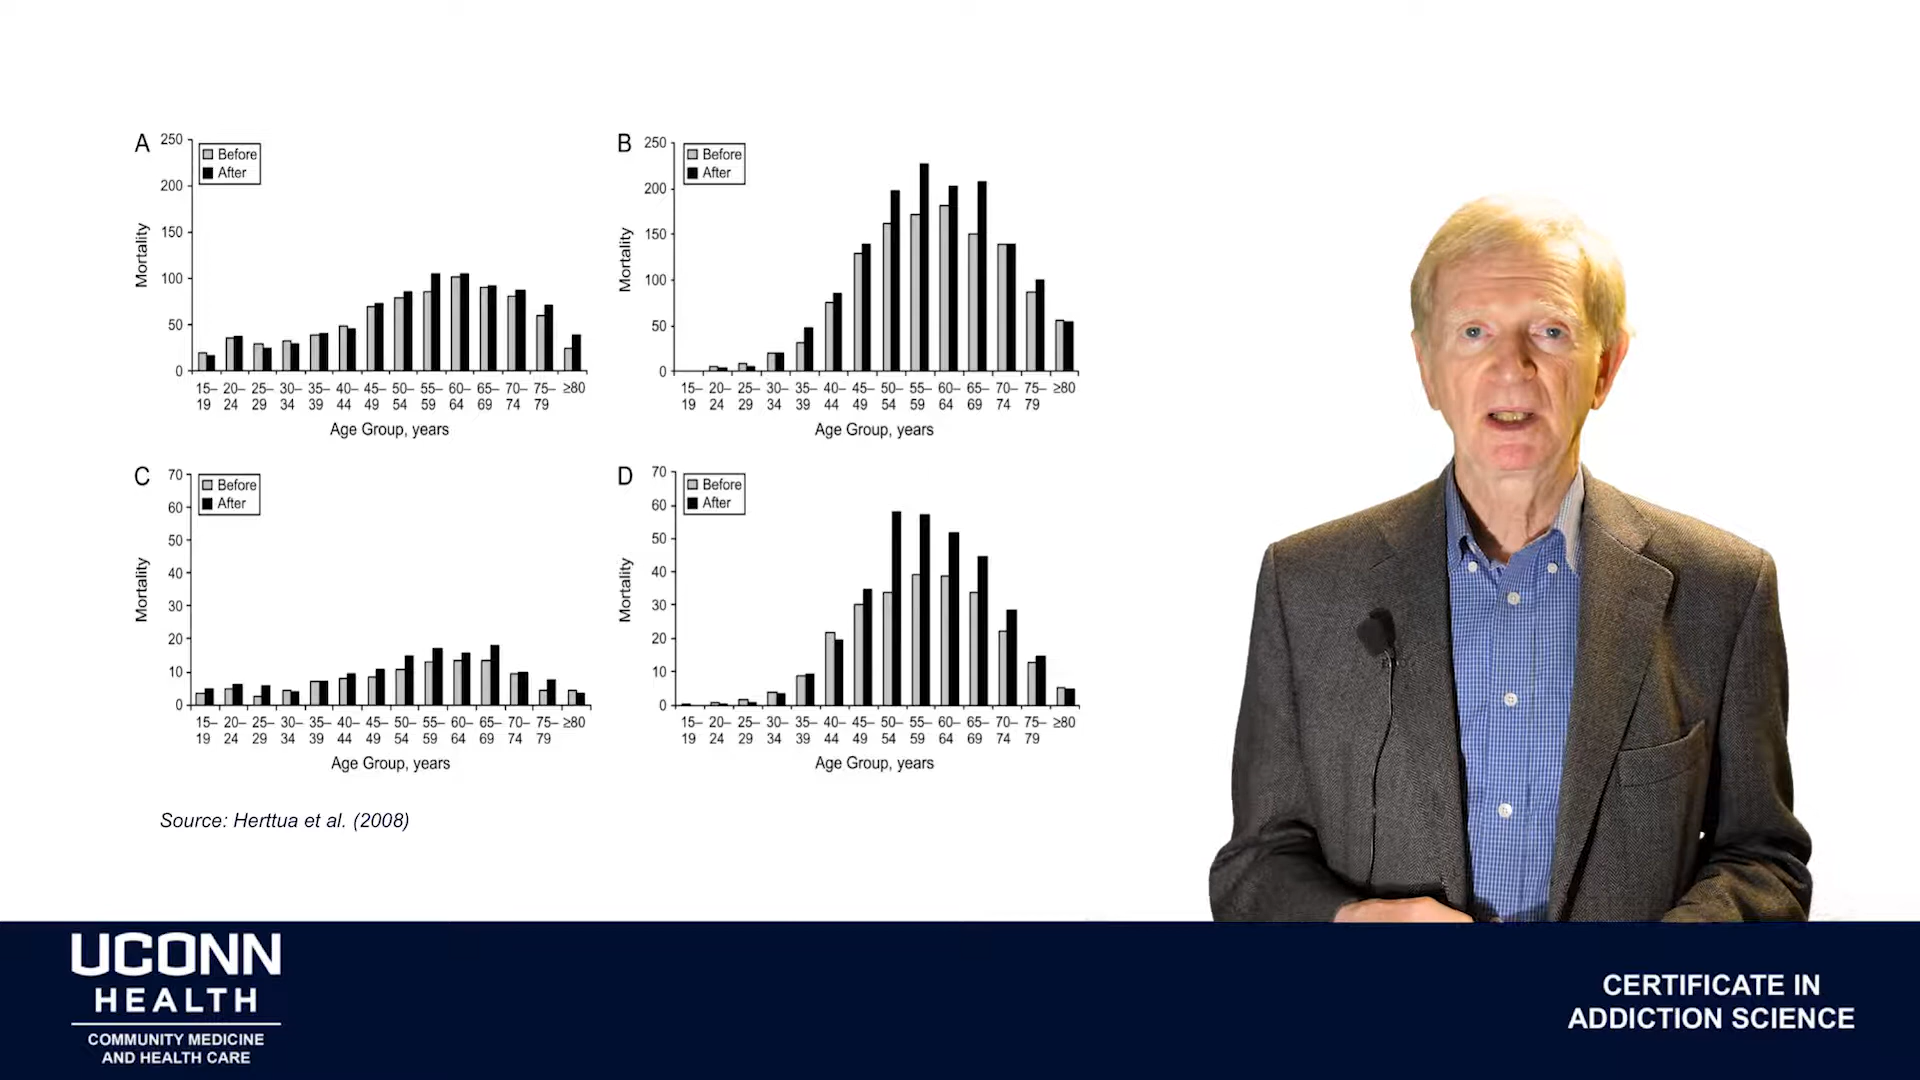 A
250
200
150
100
50
0
Mortality
Before
After
15– 20– 25– 30– 35– 40– 45– 50– 55– 60– 65– 70– 75– ≥80
19 24 29 34 39 44 49 54 59 64 69 74 79
Age Group, years
B
250
200
150
100
50
0
Mortality
Before
After
15– 20– 25– 30– 35– 40– 45– 50– 55– 60– 65– 70– 75– ≥80
19 24 29 34 39 44 49 54 59 64 69 74 79
Age Group, years
C
70
60
50
40
30
20
10
0
Mortality
Before
After
15– 20– 25– 30– 35– 40– 45– 50– 55– 60– 65– 70– 75– ≥80
19 24 29 34 39 44 49 54 59 64 69 74 79
Age Group, years
D
70
60
50
40
30
20
10
0
Mortality
Before
After
15– 20– 25– 30– 35– 40– 45– 50– 55– 60– 65– 70– 75– ≥80
19 24 29 34 39 44 49 54 59 64 69 74 79
Age Group, years
Source: Herttua et al. (2008)
UCONN
HEALTH
COMMUNITY MEDICINE
AND HEALTH CARE
CERTIFICATE IN
ADDICTION SCIENCE